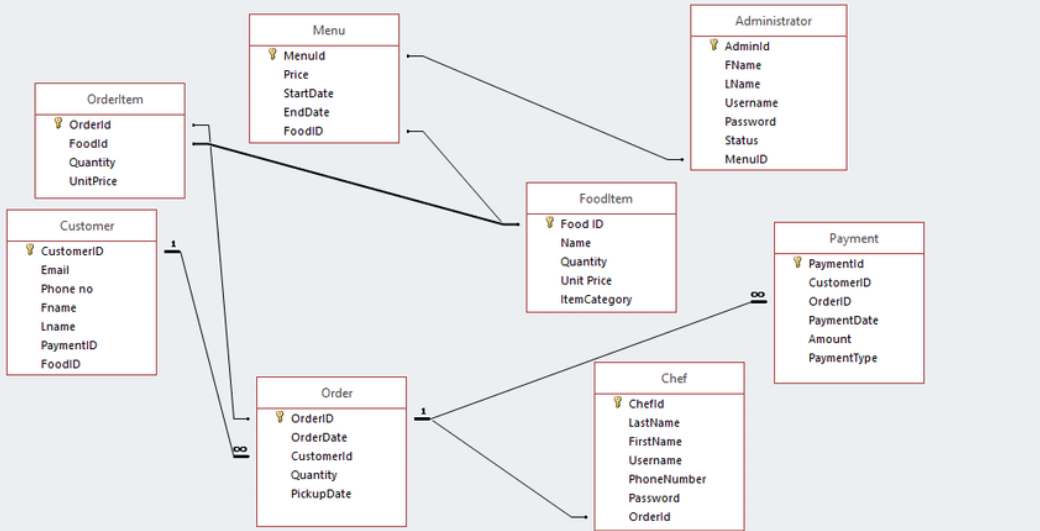 Menu
MenuId
Price
StartDate
EndDate
FoodID
Administrator
AdminId
FName
LName
Username
Password
Status
MenuID
OrderItem
OrderId
FoodId
Quantity
UnitPrice
FoodItem
Food ID
Name
Quantity
Unit Price
ItemCategory
Customer
CustomerID
Email
Phone no
Fname
Lname
PaymentID
FoodID
1
∞
Payment
PaymentId
CustomerID
OrderID
PaymentDate
Amount
PaymentType
∞
Order
OrderID
OrderDate
CustomerId
Quantity
PickupDate
1
Chef
ChefId
LastName
FirstName
Username
PhoneNumber
Password
OrderId